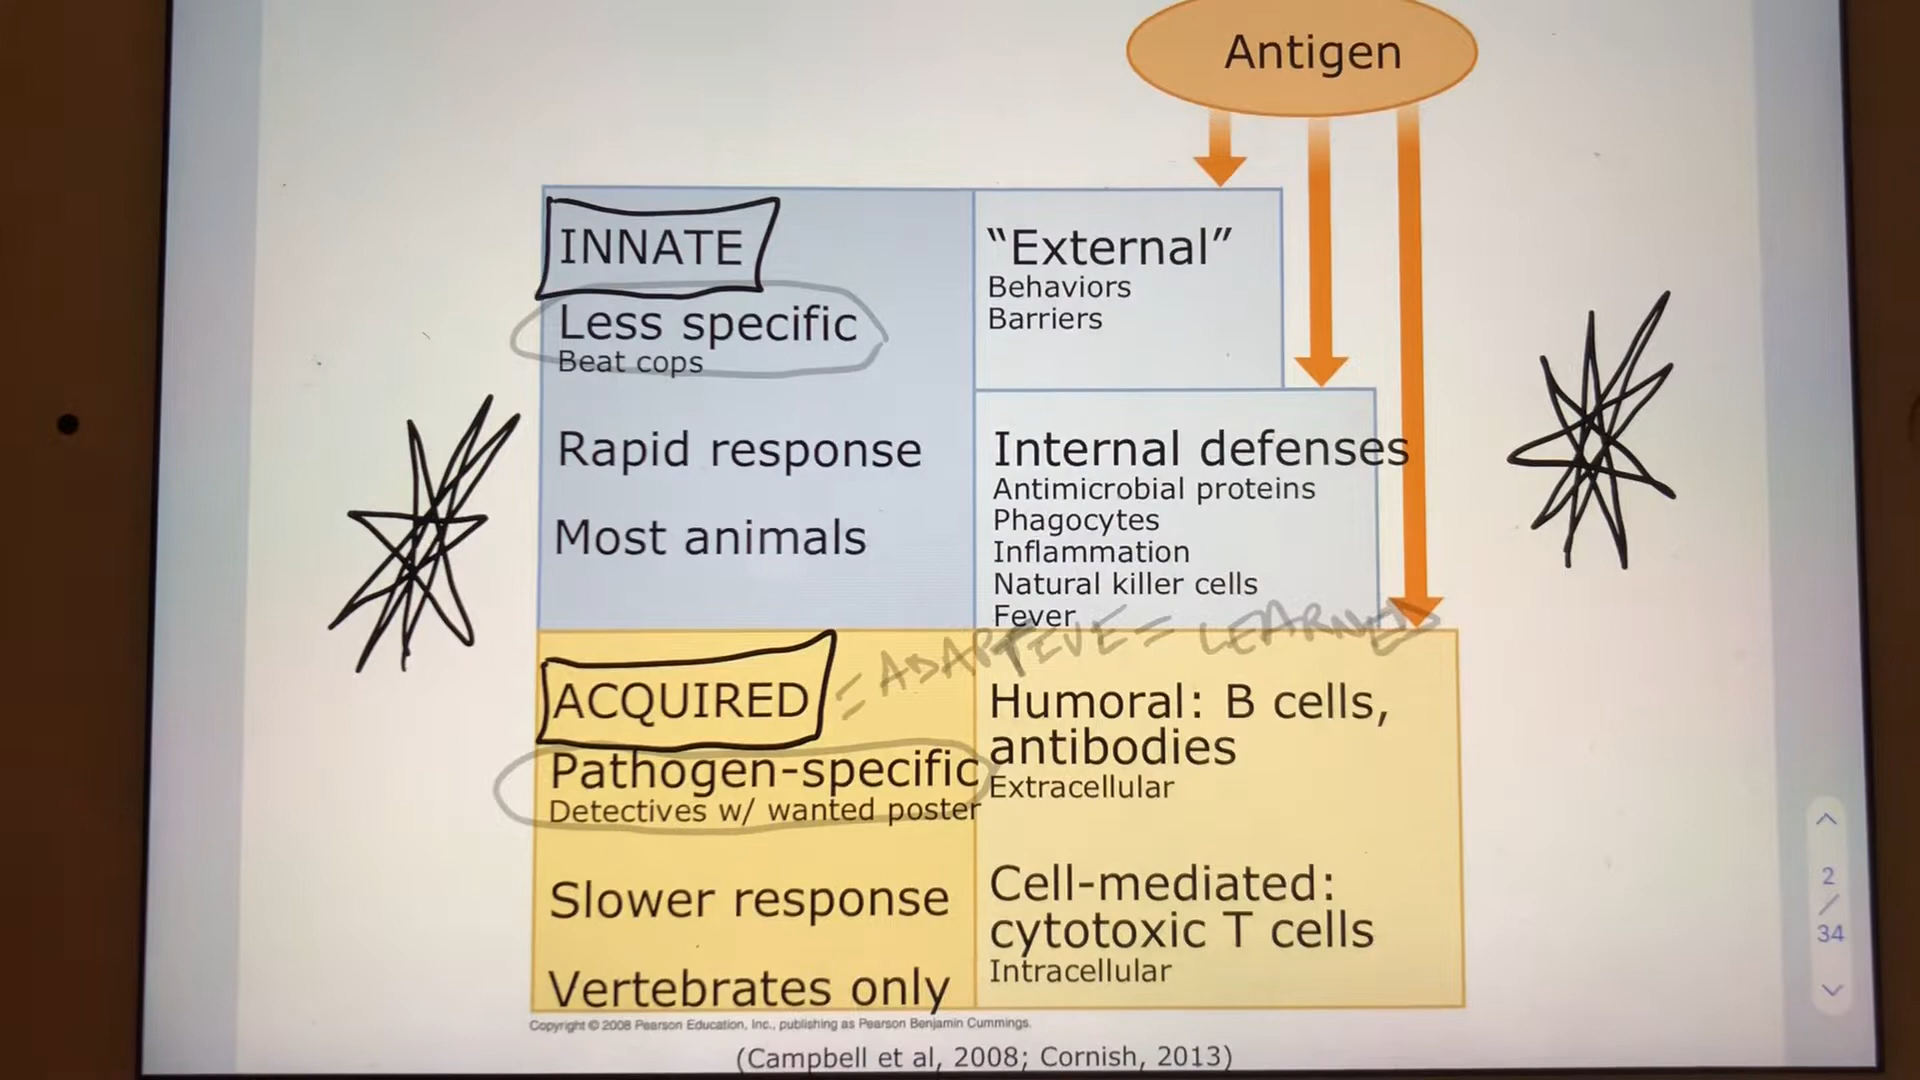 Antigen
INNATE
Less specific
Beat cops
Rapid response
Most animals
“External”
Behaviors
Barriers
Internal defenses
Antimicrobial proteins
Phagocytes
Inflammation
Natural killer cells
Fever
ACQUIRED = ADAPTIVE = LEARNED
Pathogen-specific
Detectives w/ wanted poster
Slower response
Vertebrates only
Humoral: B cells,
antibodies
Extracellular
Cell-mediated:
cytotoxic T cells
Intracellular
Copyright © 2008 Pearson Education, Inc., publishing as Pearson Benjamin Cummings.
(Campbell et al, 2008; Cornish, 2013)
2
/
34